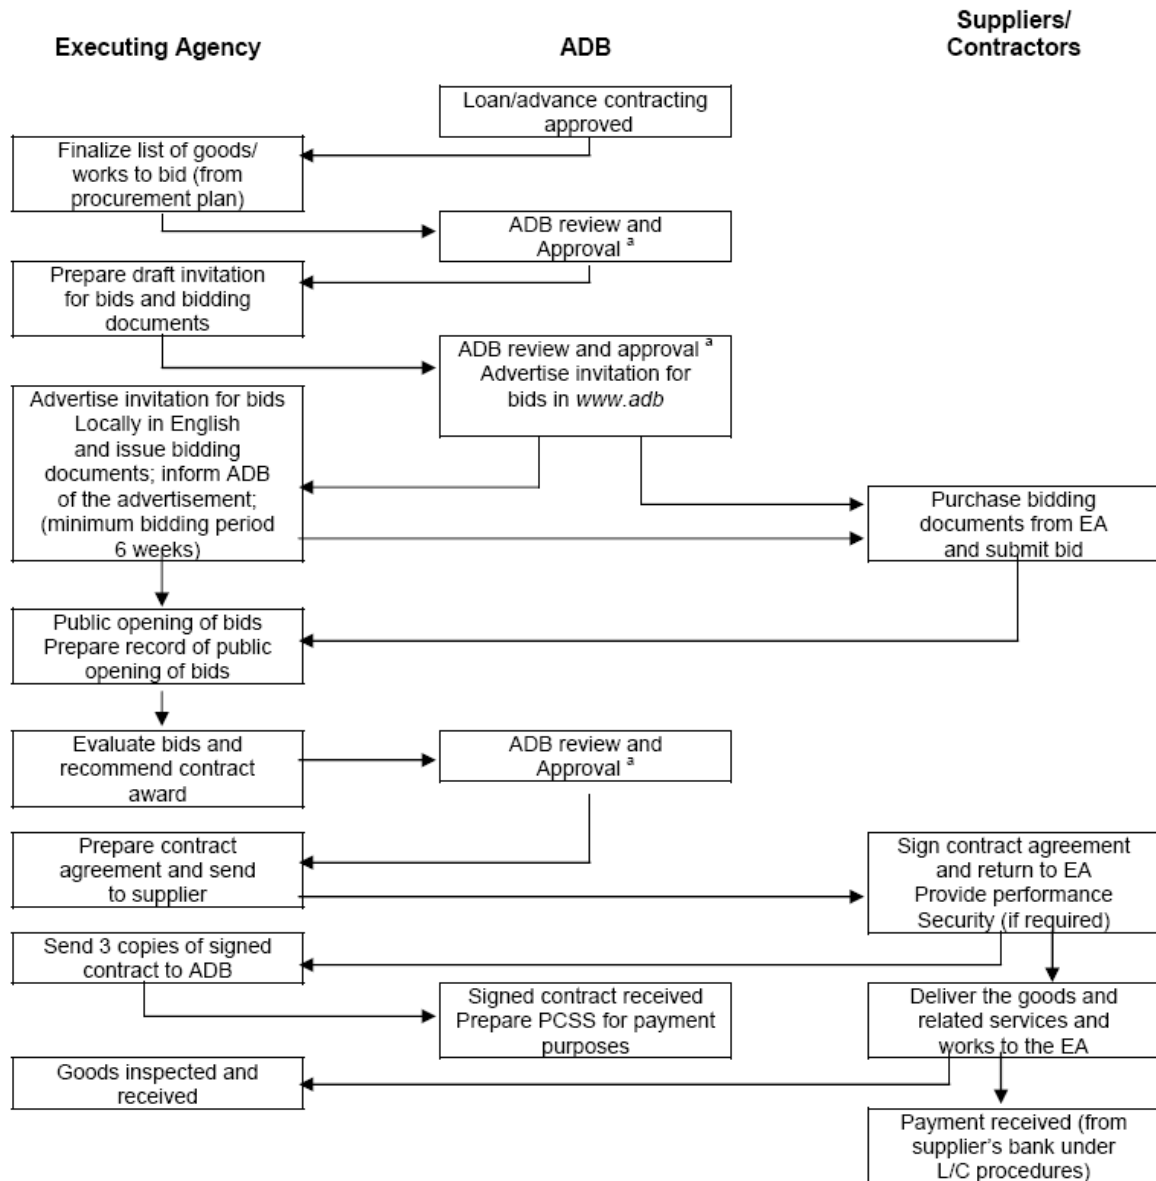 Executing Agency
ADB
Suppliers/
Contractors
Loan/advance contracting
approved
Finalize list of goods/
works to bid (from
procurement plan)
ADB review and
Approval a
Prepare draft invitation
for bids and bidding
documents
ADB review and approval a
Advertise invitation for
bids in www.adb
Advertise invitation for bids
Locally in English
and issue bidding
documents; inform ADB
of the advertisement;
(minimum bidding period
6 weeks)
Purchase bidding
documents from EA
and submit bid
Public opening of bids
Prepare record of public
opening of bids
Evaluate bids and
recommend contract
award
ADB review and
Approval a
Prepare contract
agreement and send
to supplier
Sign contract agreement
and return to EA
Provide performance
Security (if required)
Send 3 copies of signed
contract to ADB
Signed contract received
Prepare PCSS for payment
purposes
Deliver the goods and
related services and
works to the EA
Goods inspected and
received
Payment received (from
supplier's bank under
L/C procedures)